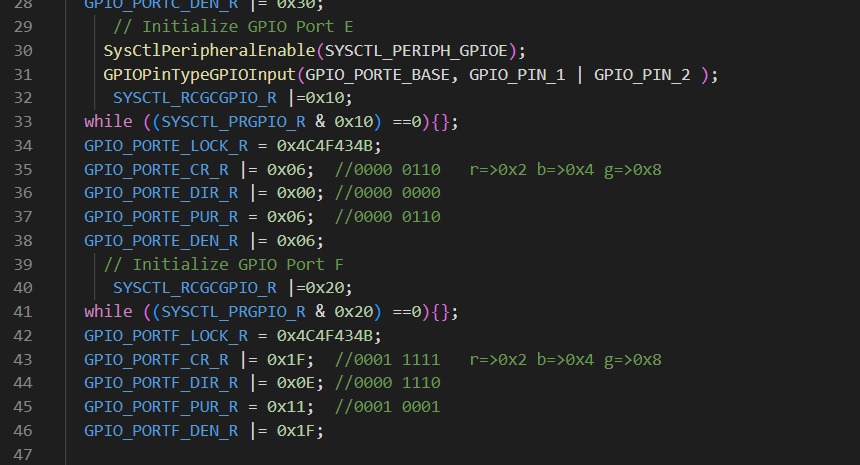 28 GPIO_PORTC_DEN_R |= 0x30;
29 // Initialize GPIO Port E
30 SysCtlPeripheralEnable(SYSCTL_PERIPH_GPIOE);
31 GPIOPinTypeGPIOInput(GPIO_PORTE_BASE, GPIO_PIN_1 | GPIO_PIN_2 );
32 SYSCTL_RCGCGPIO_R |=0x10;
33 while ((SYSCTL_PRGPIO_R & 0x10) ==0){};
34 GPIO_PORTE_LOCK_R = 0x4C4F434B;
35 GPIO_PORTE_CR_R |= 0x06; //0000 0110 r=>0x2 b=>0x4 g=>0x8
36 GPIO_PORTE_DIR_R |= 0x00; //0000 0000
37 GPIO_PORTE_PUR_R = 0x06; //0000 0110
38 GPIO_PORTE_DEN_R |= 0x06;
39 // Initialize GPIO Port F
40 SYSCTL_RCGCGPIO_R |=0x20;
41 while ((SYSCTL_PRGPIO_R & 0x20) ==0){};
42 GPIO_PORTF_LOCK_R = 0x4C4F434B;
43 GPIO_PORTF_CR_R |= 0x1F; //0001 1111 r=>0x2 b=>0x4 g=>0x8
44 GPIO_PORTF_DIR_R |= 0x0E; //0000 1110
45 GPIO_PORTF_PUR_R = 0x11; //0001 0001
46 GPIO_PORTF_DEN_R |= 0x1F;
47